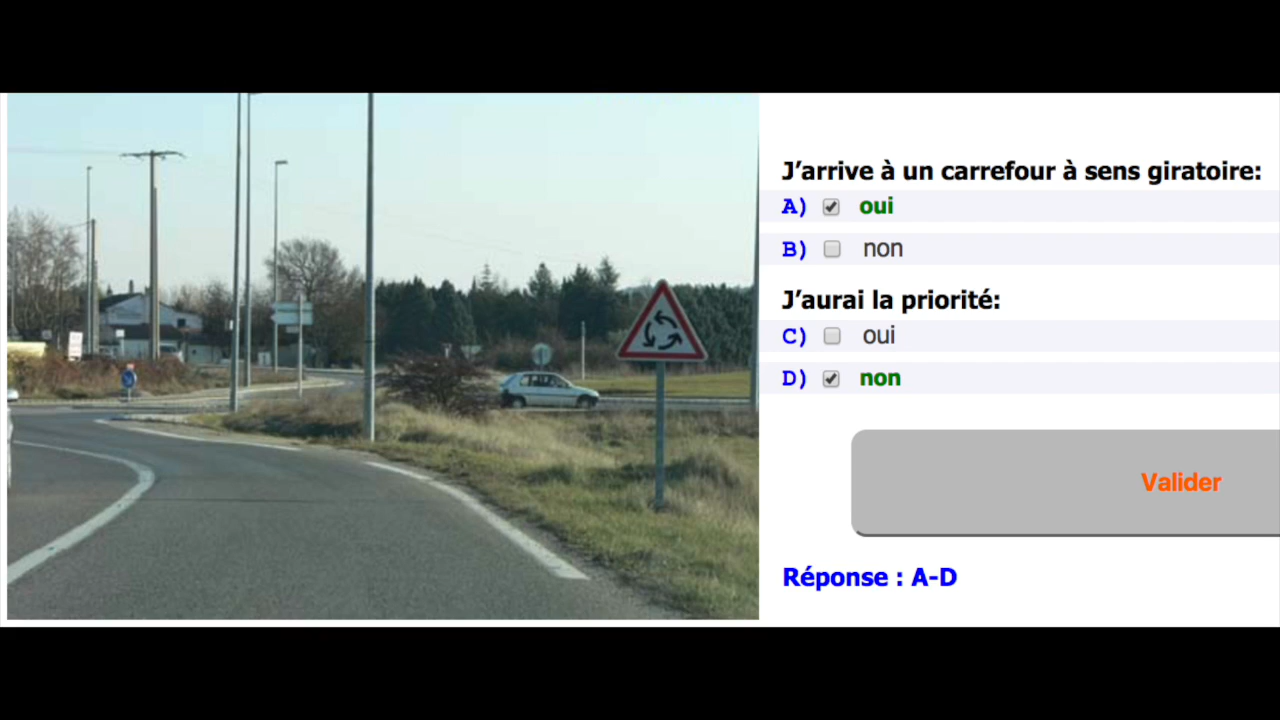 J’arrive à un carrefour à sens giratoire:
A) oui
B) non
J’aurai la priorité:
C) oui
D) non
Valider
Réponse : A-D